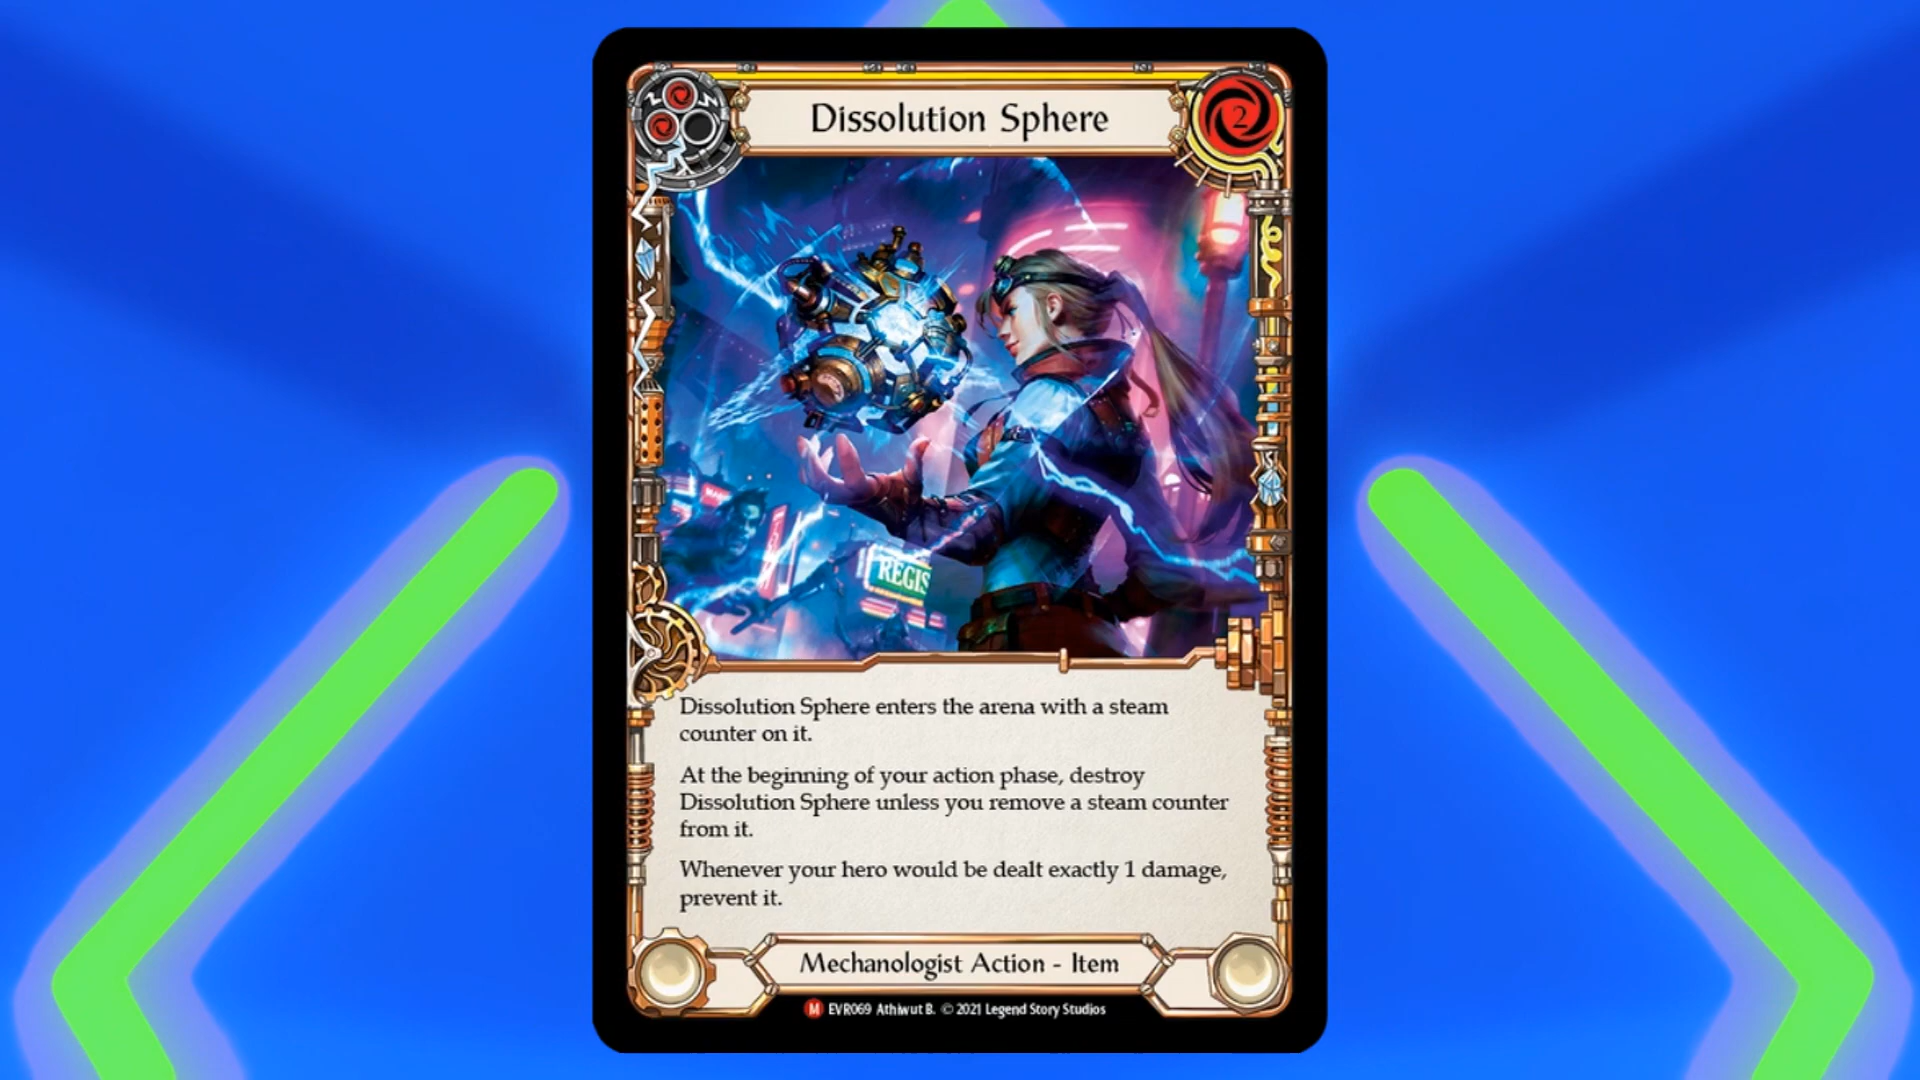 Dissolution Sphere
2
REGIS
Dissolution Sphere enters the arena with a steam
counter on it.
At the beginning of your action phase, destroy
Dissolution Sphere unless you remove a steam counter
from it.
Whenever your hero would be dealt exactly 1 damage,
prevent it.
Mechanologist Action - Item
M EVR069 Athiwut B. © 2021 Legend Story Studios